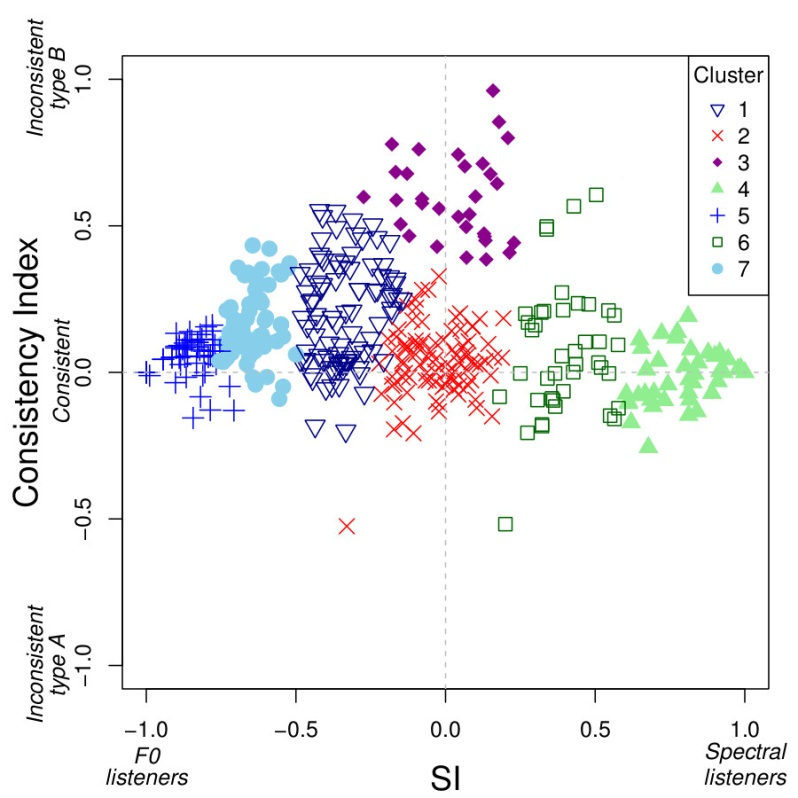 Inconsistent
type B
Consistency Index
Consistent
Inconsistent
type A
1.0
0.5
0.0
−0.5
−1.0
Cluster
1
2
3
4
5
6
7
−1.0
−0.5
0.0
0.5
1.0
F0
listeners
SI
Spectral
listeners